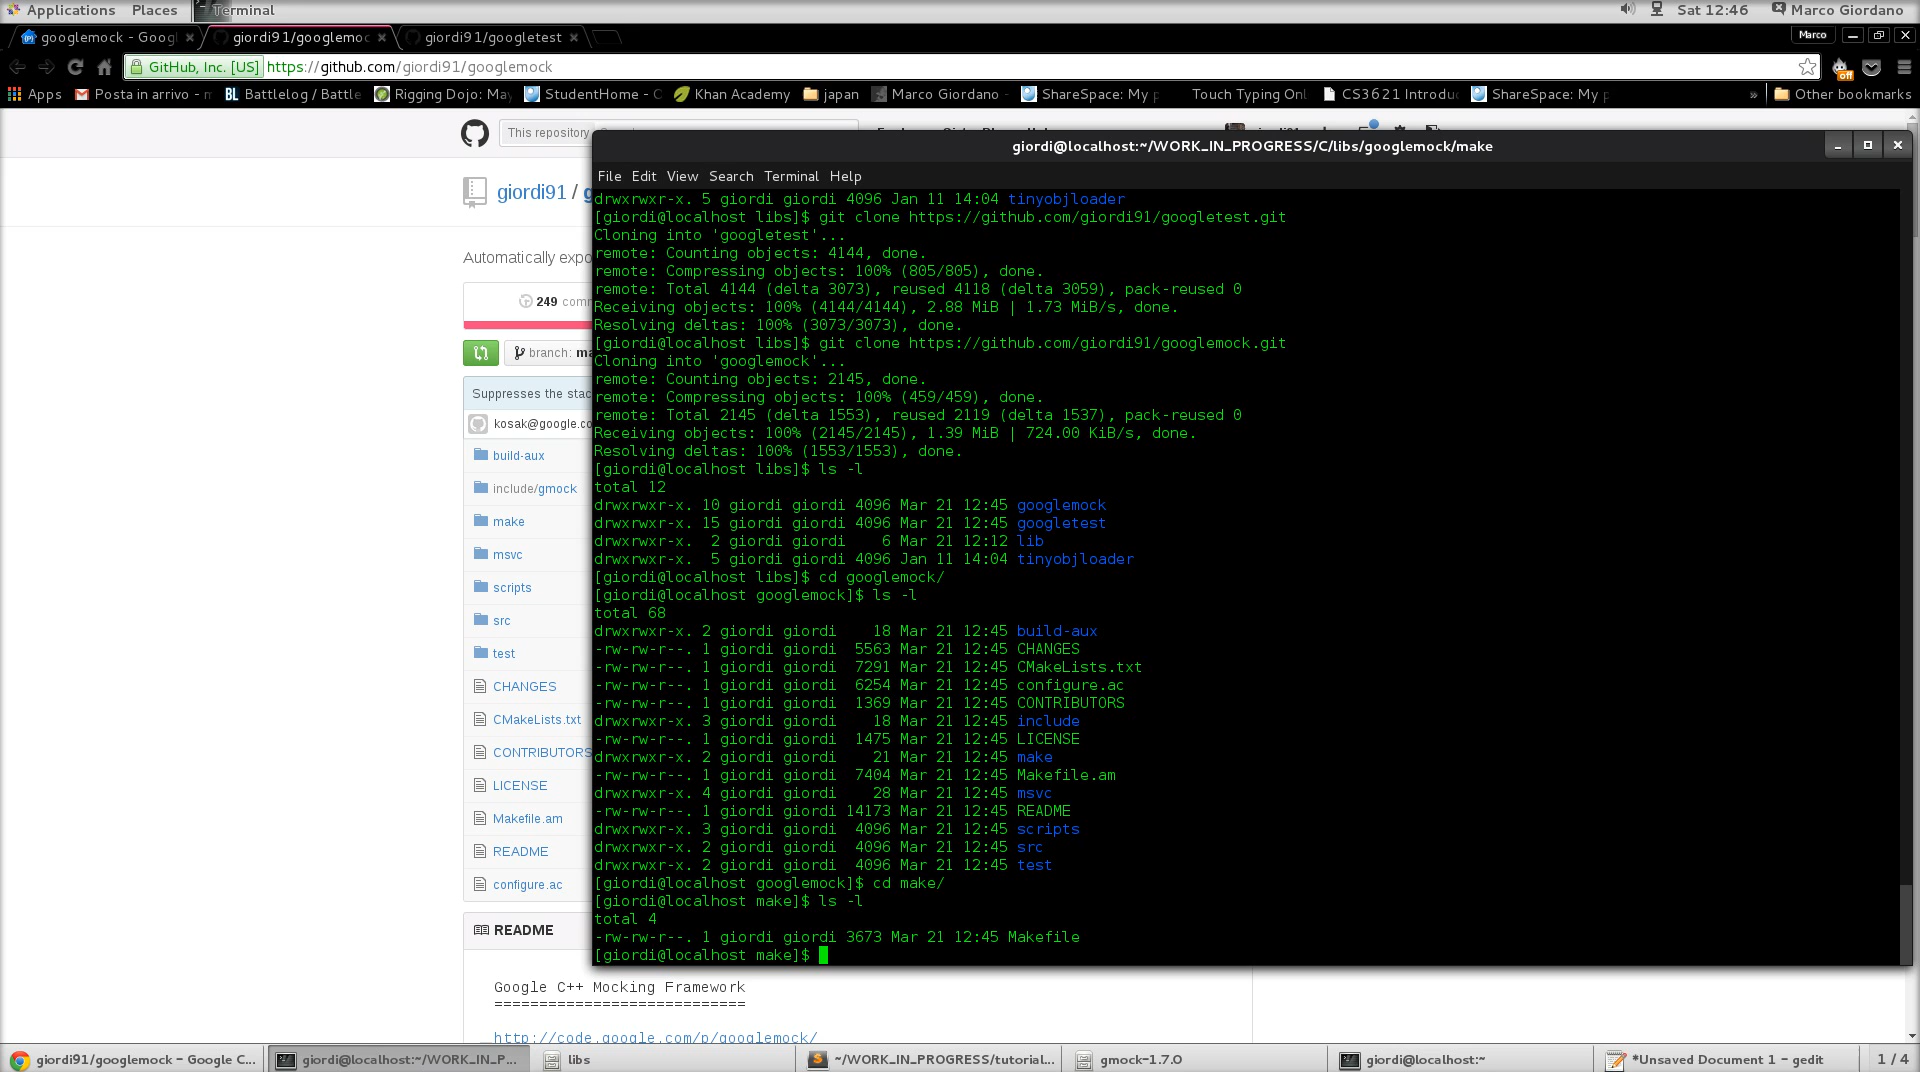 Applications Places Terminal Sat 12:46 Marco Giordano
googlemock - Googl giordi91/googlemoc giordi91/googletest Marco
GitHub, Inc. [US] https://github.com/giordi91/googlemock
Apps Posta in arrivo - m BL Battlelog / Battle Rigging Dojo: May StudentHome - C Khan Academy japan Marco Giordano - ShareSpace: My p Touch Typing Onl CS3621 Introdu ShareSpace: My p » Other bookmarks
This repository
giordi91 / g
Automatically expo
249 comm
branch: ma
Suppresses the stac
kosak@google.co
build-aux
include/gmock
make
msvc
scripts
src
test
CHANGES
CMakeLists.txt
CONTRIBUTORS
LICENSE
Makefile.am
README
configure.ac
README
Google C++ Mocking Framework
============================
http://code.google.com/p/googlemock/
giordi@localhost:~/WORK_IN_PROGRESS/C/libs/googlemock/make
File Edit View Search Terminal Help
drwxrwxr-x. 5 giordi giordi 4096 Jan 11 14:04 tinyobjloader
[giordi@localhost libs]$ git clone https://github.com/giordi91/googletest.git
Cloning into 'googletest'...
remote: Counting objects: 4144, done.
remote: Compressing objects: 100% (805/805), done.
remote: Total 4144 (delta 3073), reused 4118 (delta 3059), pack-reused 0
Receiving objects: 100% (4144/4144), 2.88 MiB | 1.73 MiB/s, done.
Resolving deltas: 100% (3073/3073), done.
[giordi@localhost libs]$ git clone https://github.com/giordi91/googlemock.git
Cloning into 'googlemock'...
remote: Counting objects: 2145, done.
remote: Compressing objects: 100% (459/459), done.
remote: Total 2145 (delta 1553), reused 2119 (delta 1537), pack-reused 0
Receiving objects: 100% (2145/2145), 1.39 MiB | 724.00 KiB/s, done.
Resolving deltas: 100% (1553/1553), done.
[giordi@localhost libs]$ ls -l
total 12
drwxrwxr-x. 10 giordi giordi 4096 Mar 21 12:45 googlemock
drwxrwxr-x. 15 giordi giordi 4096 Mar 21 12:45 googletest
drwxrwxr-x.  2 giordi giordi    6 Mar 21 12:12 lib
drwxrwxr-x.  5 giordi giordi 4096 Jan 11 14:04 tinyobjloader
[giordi@localhost libs]$ cd googlemock/
[giordi@localhost googlemock]$ ls -l
total 68
drwxrwxr-x. 2 giordi giordi    18 Mar 21 12:45 build-aux
-rw-rw-r--. 1 giordi giordi  5563 Mar 21 12:45 CHANGES
-rw-rw-r--. 1 giordi giordi  7291 Mar 21 12:45 CMakeLists.txt
-rw-rw-r--. 1 giordi giordi  6254 Mar 21 12:45 configure.ac
-rw-rw-r--. 1 giordi giordi  1369 Mar 21 12:45 CONTRIBUTORS
drwxrwxr-x. 3 giordi giordi    18 Mar 21 12:45 include
-rw-rw-r--. 1 giordi giordi  1475 Mar 21 12:45 LICENSE
drwxrwxr-x. 2 giordi giordi    21 Mar 21 12:45 make
-rw-rw-r--. 1 giordi giordi  7404 Mar 21 12:45 Makefile.am
drwxrwxr-x. 4 giordi giordi    28 Mar 21 12:45 msvc
-rw-rw-r--. 1 giordi giordi 14173 Mar 21 12:45 README
drwxrwxr-x. 3 giordi giordi  4096 Mar 21 12:45 scripts
drwxrwxr-x. 2 giordi giordi  4096 Mar 21 12:45 src
drwxrwxr-x. 2 giordi giordi  4096 Mar 21 12:45 test
[giordi@localhost googlemock]$ cd make/
[giordi@localhost make]$ ls -l
total 4
-rw-rw-r--. 1 giordi giordi 3673 Mar 21 12:45 Makefile
[giordi@localhost make]$
giordi91/googlemock – Google C... giordi@localhost:~/WORK_IN_P... libs ~/WORK_IN_PROGRESS/tutorial... gmock-1.7.0 giordi@localhost:~ *Unsaved Document 1 – gedit 1 / 4